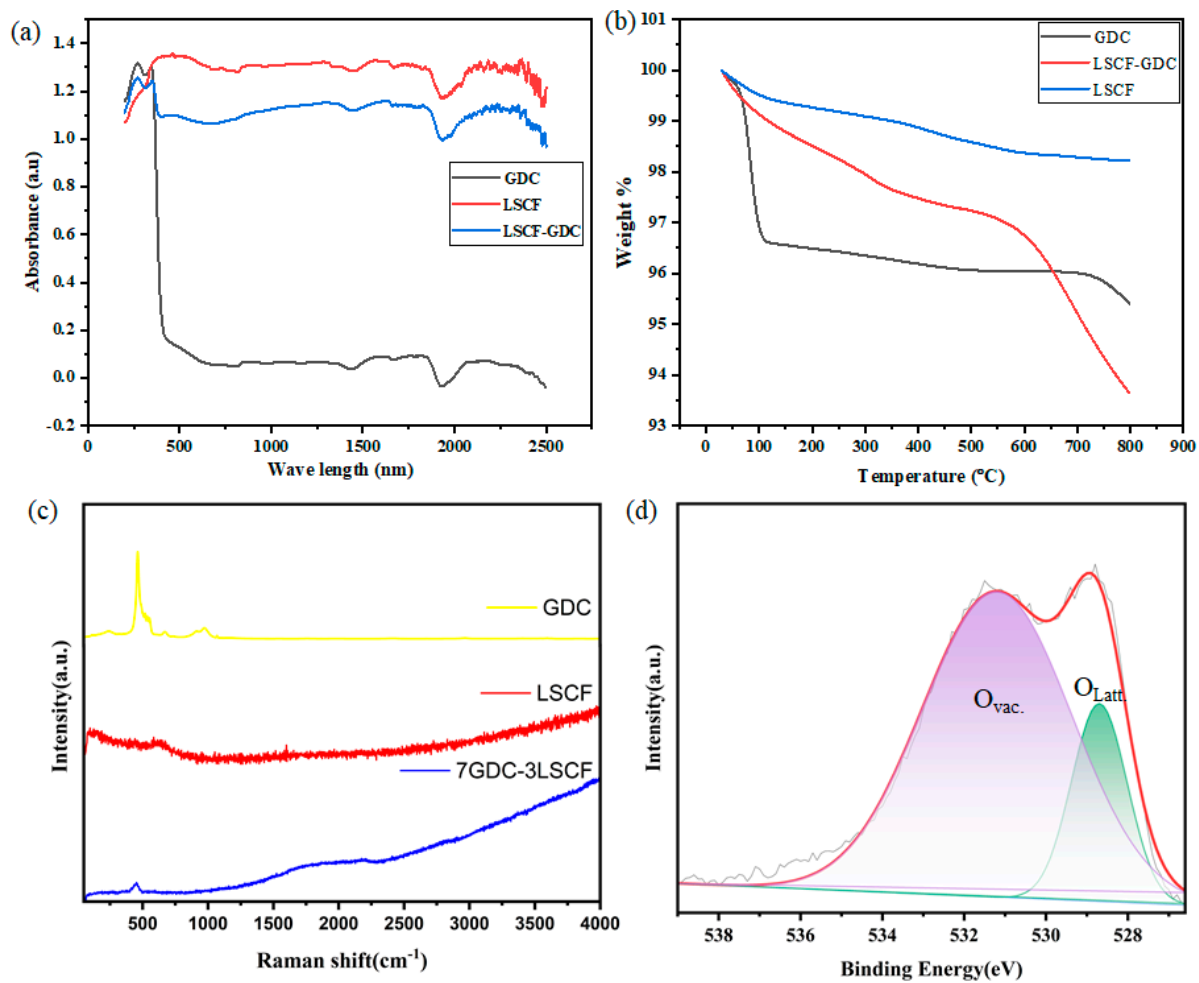 (a)
1.4
1.2
1.0
0.8
0.6
0.4
0.2
0.0
-0.2
Absorbance (a.u)
GDC
LSCF
LSCF-GDC
0
500
1000
1500
2000
2500
Wave length (nm)
(b)
101
100
99
98
97
96
95
94
93
Weight %
GDC
LSCF-GDC
LSCF
0
100
200
300
400
500
600
700
800
900
Temperature (°C)
(c)
Intensity(a.u.)
GDC
LSCF
7GDC-3LSCF
500
1000
1500
2000
2500
3000
3500
4000
Raman shift(cm⁻¹)
(d)
Intensity(a.u.)
Ovac.
OLatt.
538
536
534
532
530
528
Binding Energy(eV)